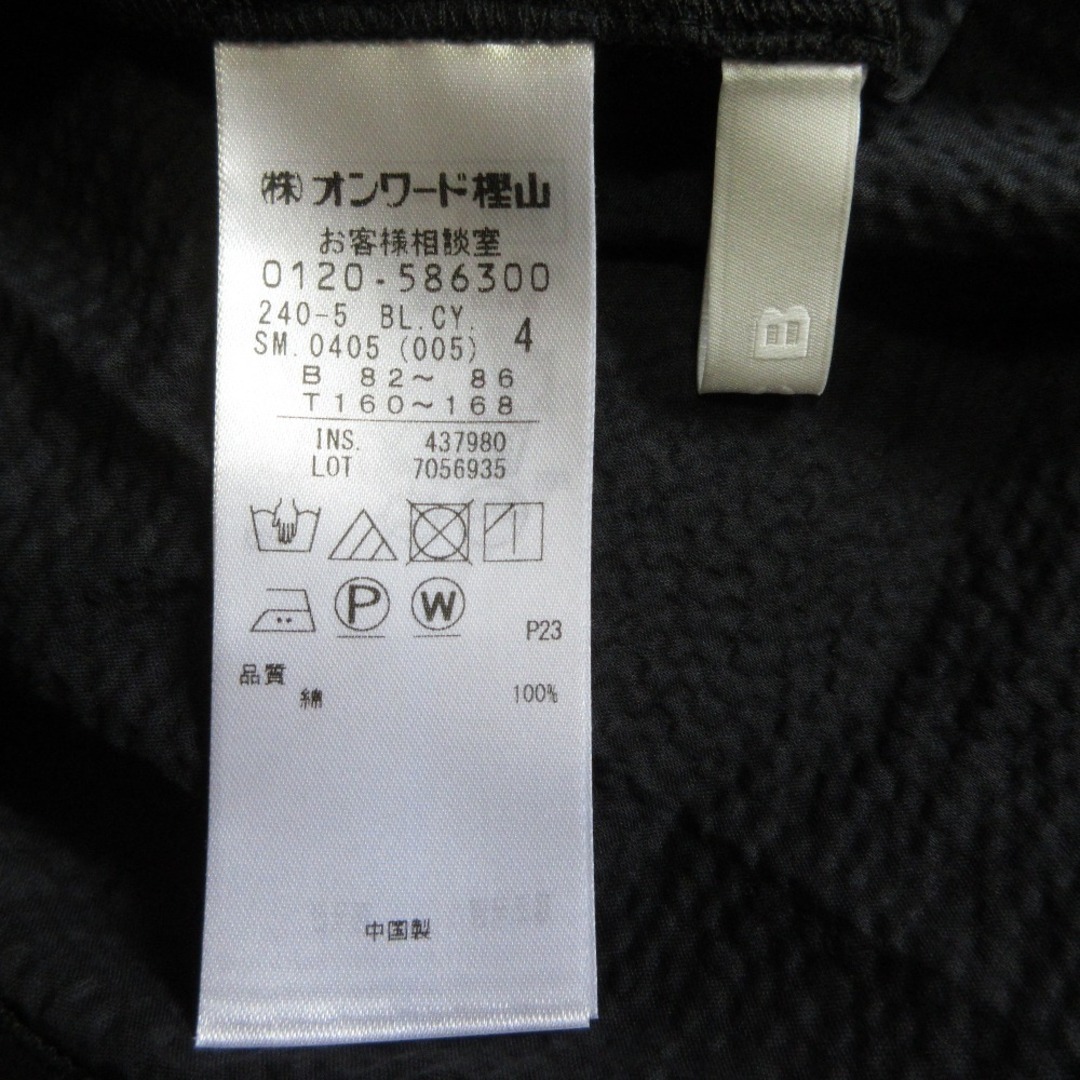 (株)オンワード樫山
お客様相談室
0120-586300
240-5 BL.CY. 4
SM.0405 (005)
B 82～ 86
T160～168
INS. 437980
LOT 7056935
P W
P23
品質
綿 100%
中国製
B